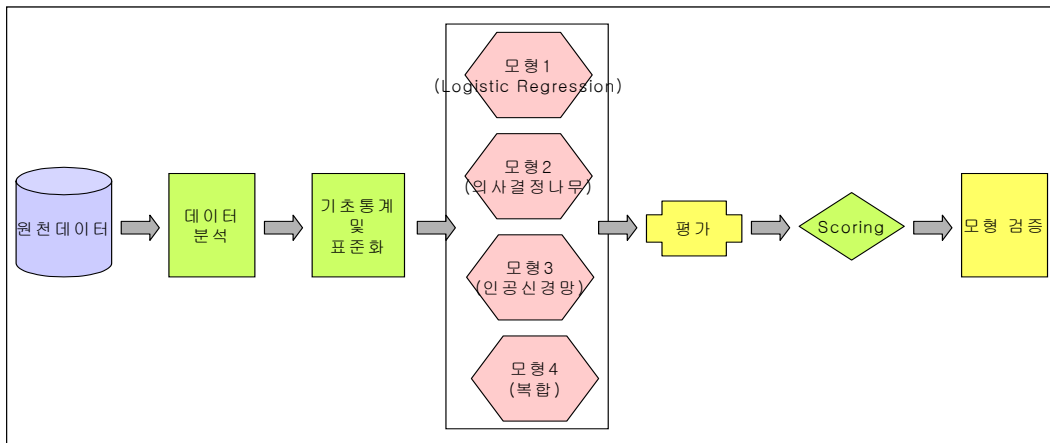 원천데이터
데이터
분석
기초통계
및
표준화
모형1
(Logistic Regression)
모형2
(의사결정나무)
모형3
(인공신경망)
모형4
(복합)
평가
Scoring
모형 검증